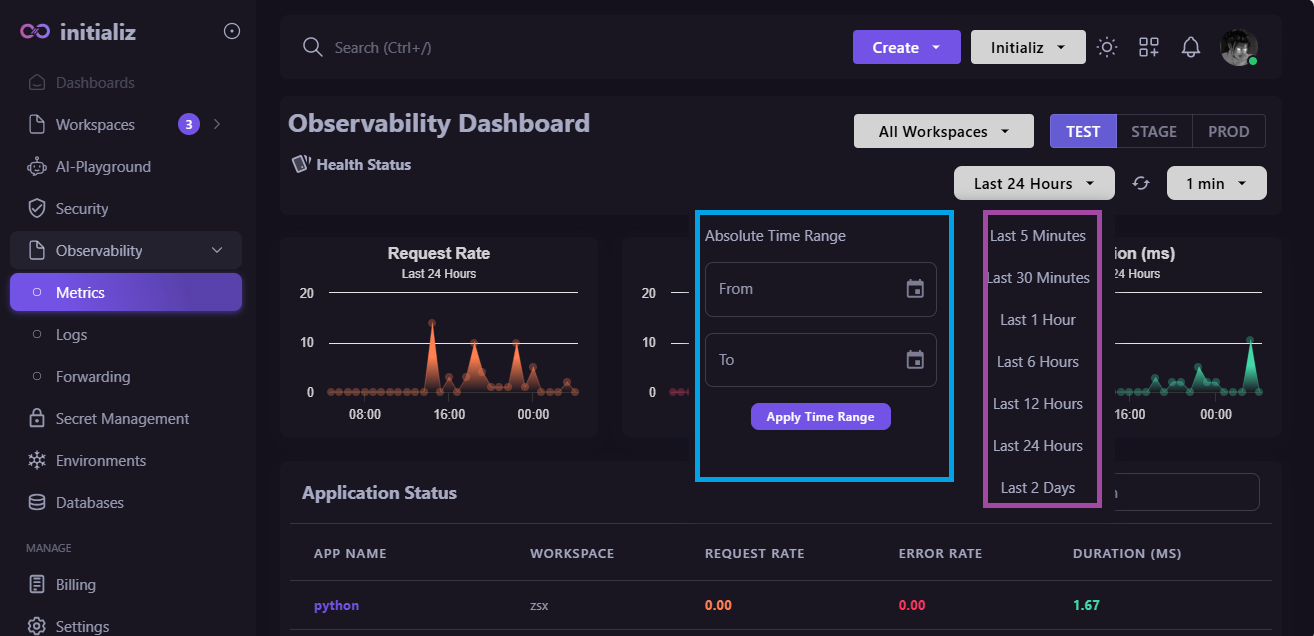 initializ
Search (Ctrl+/)
Create
Initializ
Dashboards
Workspaces
3
AI-Playground
Security
Observability
Metrics
Logs
Forwarding
Secret Management
Environments
Databases
MANAGE
Billing
Settings
Observability Dashboard
Health Status
All Workspaces
TEST
STAGE
PROD
Last 24 Hours
1 min
Request Rate
Last 24 Hours
20
10
0
08:00
16:00
00:00
20
10
0
Absolute Time Range
From
To
Apply Time Range
Last 5 Minutes
Last 30 Minutes
Last 1 Hour
Last 6 Hours
Last 12 Hours
Last 24 Hours
Last 2 Days
ion (ms)
24 Hours
16:00
00:00
Application Status
APP NAME
WORKSPACE
REQUEST RATE
ERROR RATE
DURATION (MS)
python
zsx
0.00
0.00
1.67